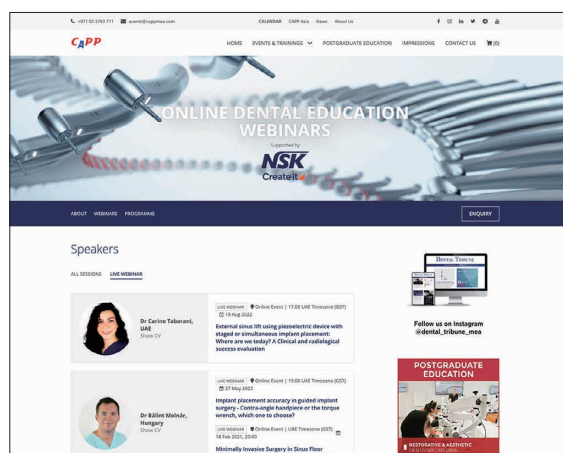 +971 50 2793 711 events@cappmea.com CALENDAR CAPP Asia News About Us
CAPP HOME EVENTS & TRAININGS POSTGRADUATE EDUCATION IMPRESSIONS CONTACT US (0)
ONLINE DENTAL EDUCATION
WEBINARS
Supported by
NSK
Create it
ABOUT WEBINARS PROGRAMME ENQUIRY
Speakers
ALL SESSIONS LIVE WEBINAR
Dr Carine Tabarani,
UAE
Show CV
LIVE WEBINAR Online Event | 17:00 UAE Timezone (GST)
19 Aug 2022
External sinus lift using piezoelectric device with
staged or simultaneous implant placement:
Where are we today? A Clinical and radiological
success evaluation
Dr Bálint Molnár,
Hungary
Show CV
LIVE WEBINAR Online Event | 19:00 UAE Timezone (GST)
27 May 2022
Implant placement accuracy in guided implant
surgery - Contra-angle handpiece or the torque
wrench, which one to choose?
LIVE WEBINAR Online Event | UAE Timezone (GST)
18 Feb 2021, 20:00
Minimally Invasive Surgery in Sinus Floor
DENTAL TRIBUNE
Follow us on Instagram
@dental_tribune_mea
POSTGRADUATE
EDUCATION
RESTORATIVE & AESTHETIC